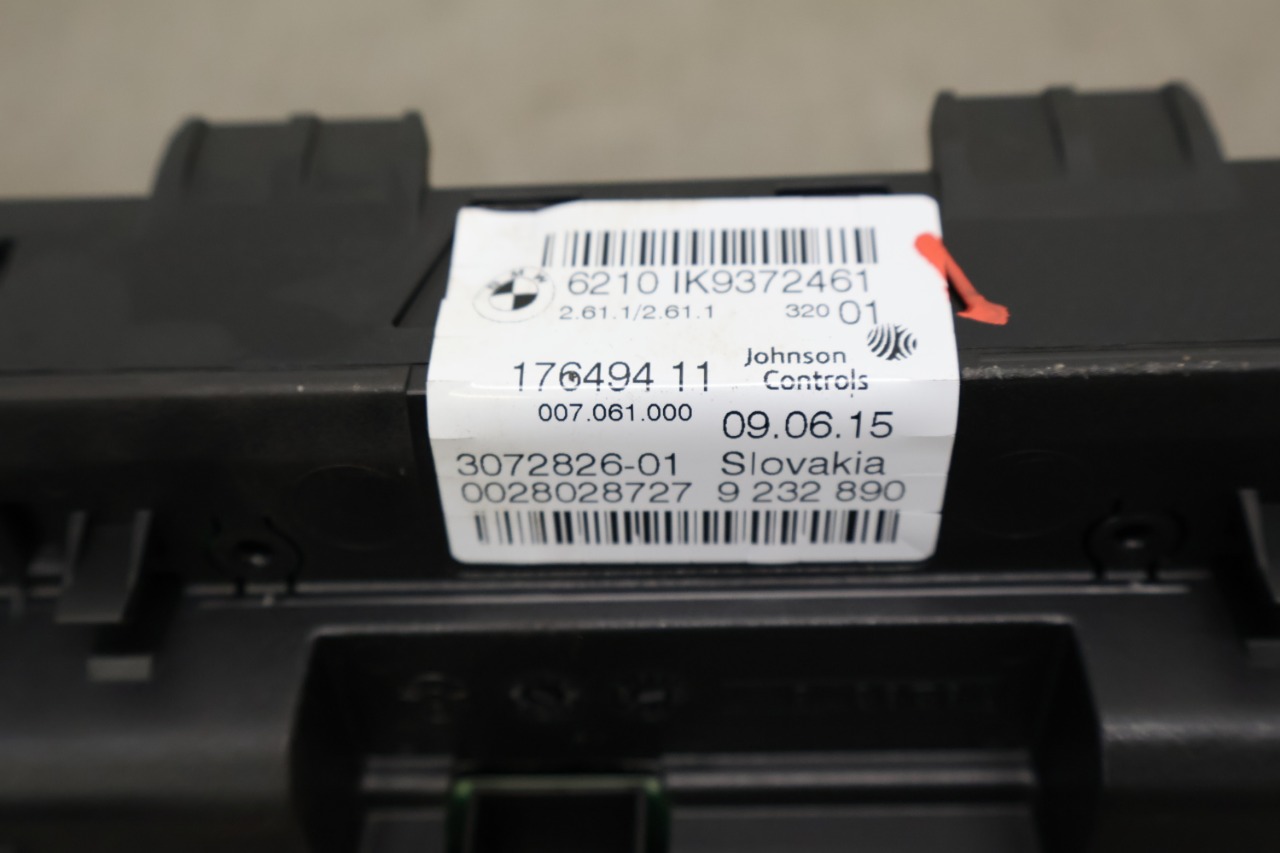 6210 IK9372461
2.61.1/2.61.1 320 01
Johnson
Controls
176494 11
007.061.000 09.06.15
3072826-01 Slovakia
0028028727 9 232 890